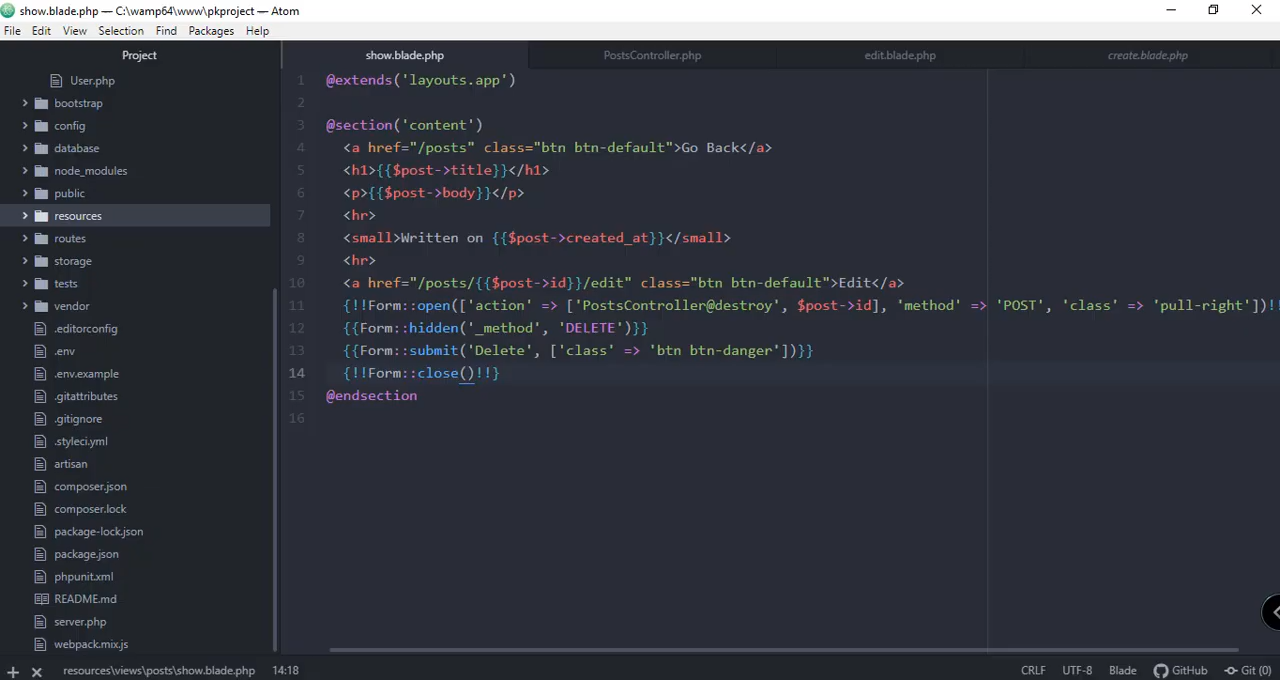 show.blade.php — C:\wamp64\www\pkproject — Atom
File Edit View Selection Find Packages Help
Project
User.php
bootstrap
config
database
node_modules
public
resources
routes
storage
tests
vendor
.editorconfig
.env
.env.example
.gitattributes
.gitignore
.styleci.yml
artisan
composer.json
composer.lock
package-lock.json
package.json
phpunit.xml
README.md
server.php
webpack.mix.js
show.blade.php PostsController.php edit.blade.php create.blade.php
1 @extends('layouts.app')
2
3 @section('content')
4 <a href="/posts" class="btn btn-default">Go Back</a>
5 <h1>{{$post->title}}</h1>
6 <p>{{$post->body}}</p>
7 <hr>
8 <small>Written on {{$post->created_at}}</small>
9 <hr>
10 <a href="/posts/{{$post->id}}/edit" class="btn btn-default">Edit</a>
11 {!!Form::open(['action' => ['PostsController@destroy', $post->id], 'method' => 'POST', 'class' => 'pull-right'])!!
12 {{Form::hidden('_method', 'DELETE')}}
13 {{Form::submit('Delete', ['class' => 'btn btn-danger'])}}
14 {!!Form::close()!!}
15 @endsection
16
resources\views\posts\show.blade.php 14:18 CRLF UTF-8 Blade GitHub Git (0)